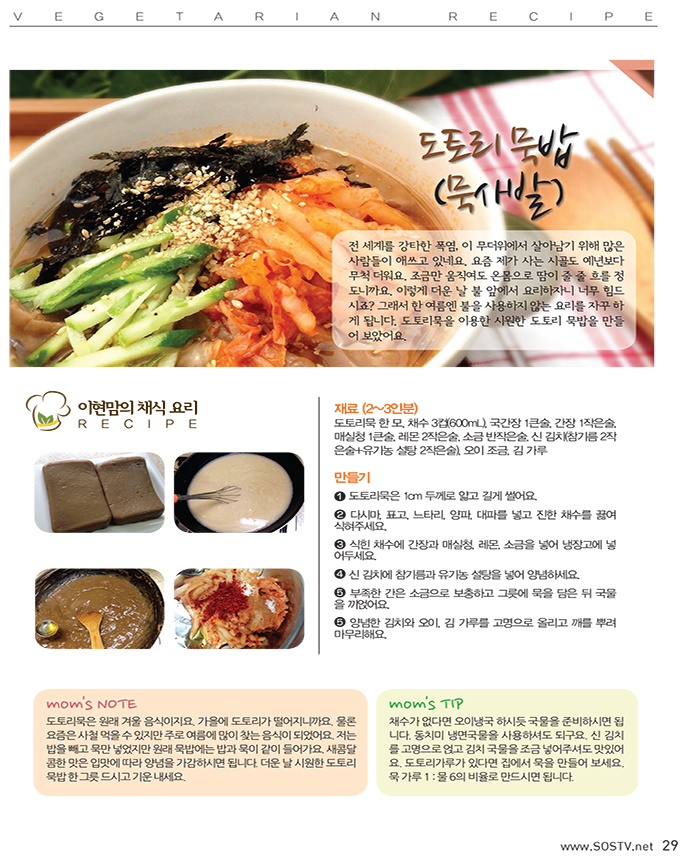 VEGETARIAN RECIPE
도토리 묵밥
(묵사발)
전 세계를 강타한 폭염, 이 무더위에서 살아남기 위해 많은
사람들이 애쓰고 있네요. 요즘 제가 사는 시골도 예년보다
무척 더워요. 조금만 움직여도 온몸으로 땀이 줄 줄 흐를 정
도니까요. 이렇게 더운 날 불 앞에서 요리하자니 너무 힘드
시죠? 그래서 한 여름엔 불을 사용하지 않는 요리를 자꾸 하
게 됩니다. 도토리묵을 이용한 시원한 도토리 묵밥을 만들
어 보았어요.
이현맘의 채식 요리
RECIPE
재료 (2~3인분)
도토리묵 한 모, 채수 3컵(600mL), 국간장 1큰술, 간장 1작은술,
매실청 1큰술, 레몬 2작은술, 소금 반작은술, 신 김치(참기름 2작
은술+유기농 설탕 2작은술), 오이 조금, 김 가루
만들기
❶ 도토리묵은 1cm 두께로 얇고 길게 썰어요.
❷ 다시마, 표고, 느타리, 양파, 대파를 넣고 진한 채수를 끓여
식혀주세요.
❸ 식힌 채수에 간장과 매실청, 레몬, 소금을 넣어 냉장고에 넣
어두세요.
❹ 신 김치에 참기름과 유기농 설탕을 넣어 양념하세요.
❺ 부족한 간은 소금으로 보충하고 그릇에 묵을 담은 뒤 국물
을 끼얹어요.
❺ 양념한 김치와 오이, 김 가루를 고명으로 올리고 깨를 뿌려
마무리해요.
mom's NOTE
도토리묵은 원래 겨울 음식이지요. 가을에 도토리가 떨어지니까요. 물론
요즘은 사철 먹을 수 있지만 주로 여름에 많이 찾는 음식이 되었어요. 저는
밥을 빼고 묵만 넣었지만 원래 묵밥에는 밥과 묵이 같이 들어가요. 새콤달
콤한 맛은 입맛에 따라 양념을 가감하시면 됩니다. 더운 날 시원한 도토리
묵밥 한 그릇 드시고 기운 내세요.
mom's TIP
채수가 없다면 오이냉국 하시듯 국물을 준비하시면 됩
니다. 동치미 냉면국물을 사용하셔도 되구요. 신 김치
를 고명으로 얹고 김치 국물을 조금 넣어주셔도 맛있어
요. 도토리가루가 있다면 집에서 묵을 만들어 보세요.
묵 가루 1 : 물 6의 비율로 만드시면 됩니다.
www.SOSTV.net 29